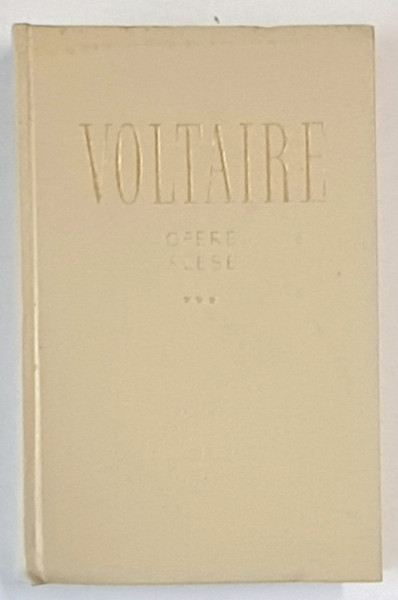 VOLTAIRE
OPERE
ALESE
***